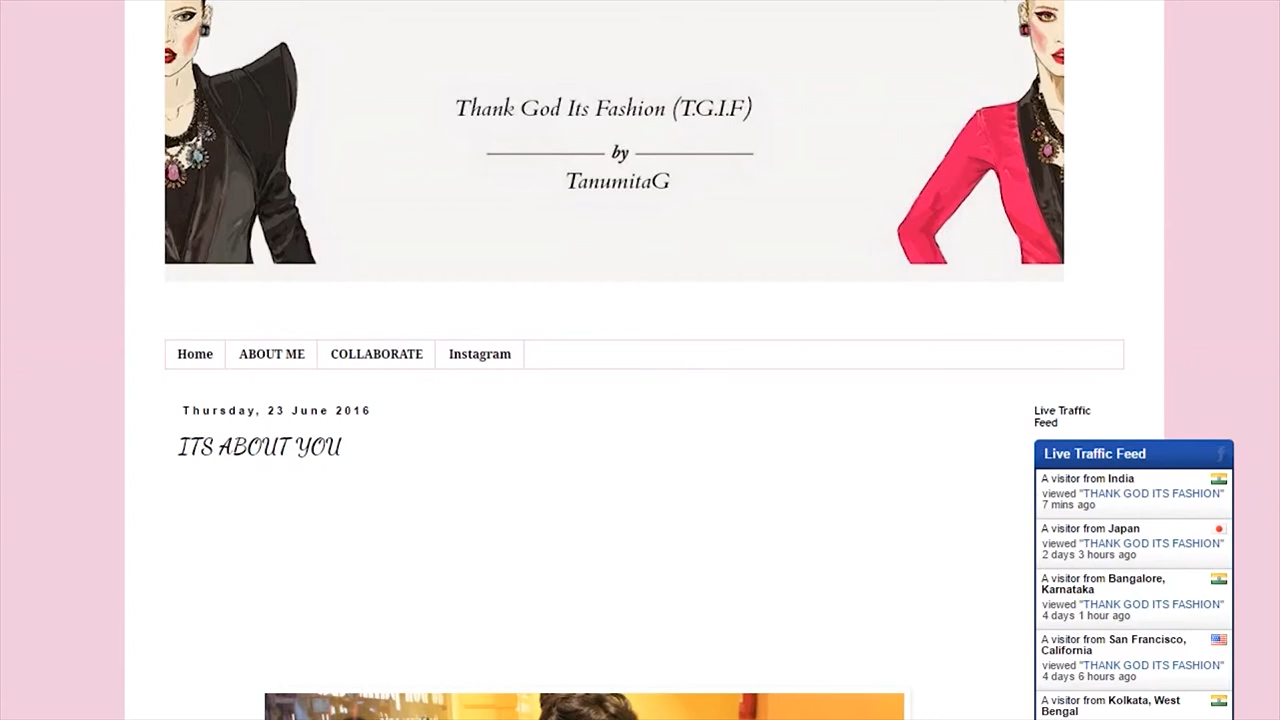 Thank God Its Fashion (T.G.I.F)
by
TanumitaG
Home ABOUT ME COLLABORATE Instagram
Thursday, 23 June 2016
ITS ABOUT YOU
Live Traffic
Feed
Live Traffic Feed
A visitor from India
viewed "THANK GOD ITS FASHION"
7 mins ago
A visitor from Japan
viewed "THANK GOD ITS FASHION"
2 days 3 hours ago
A visitor from Bangalore,
Karnataka
viewed "THANK GOD ITS FASHION"
4 days 1 hour ago
A visitor from San Francisco,
California
viewed "THANK GOD ITS FASHION"
4 days 6 hours ago
A visitor from Kolkata, West
Bengal